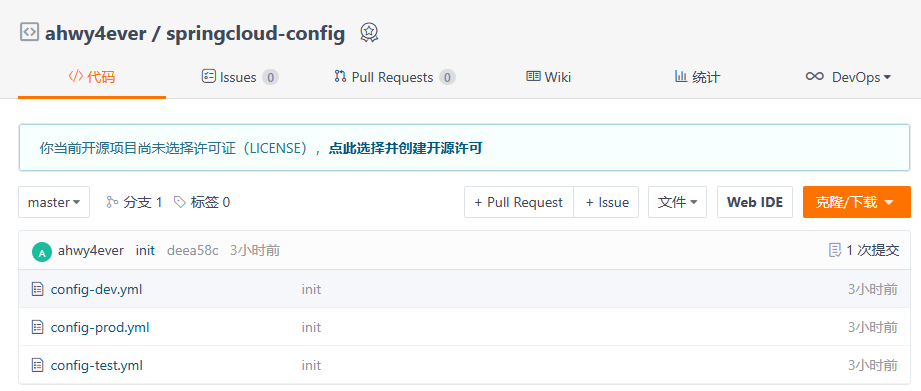 ahwy4ever / springcloud-config
代码 Issues 0 Pull Requests 0 Wiki 统计 DevOps
你当前开源项目尚未选择许可证（LICENSE），点此选择并创建开源许可
master 分支 1 标签 0 + Pull Request + Issue 文件 Web IDE 克隆/下载
A ahwy4ever init deea58c 3小时前 1 次提交
config-dev.yml init 3小时前
config-prod.yml init 3小时前
config-test.yml init 3小时前